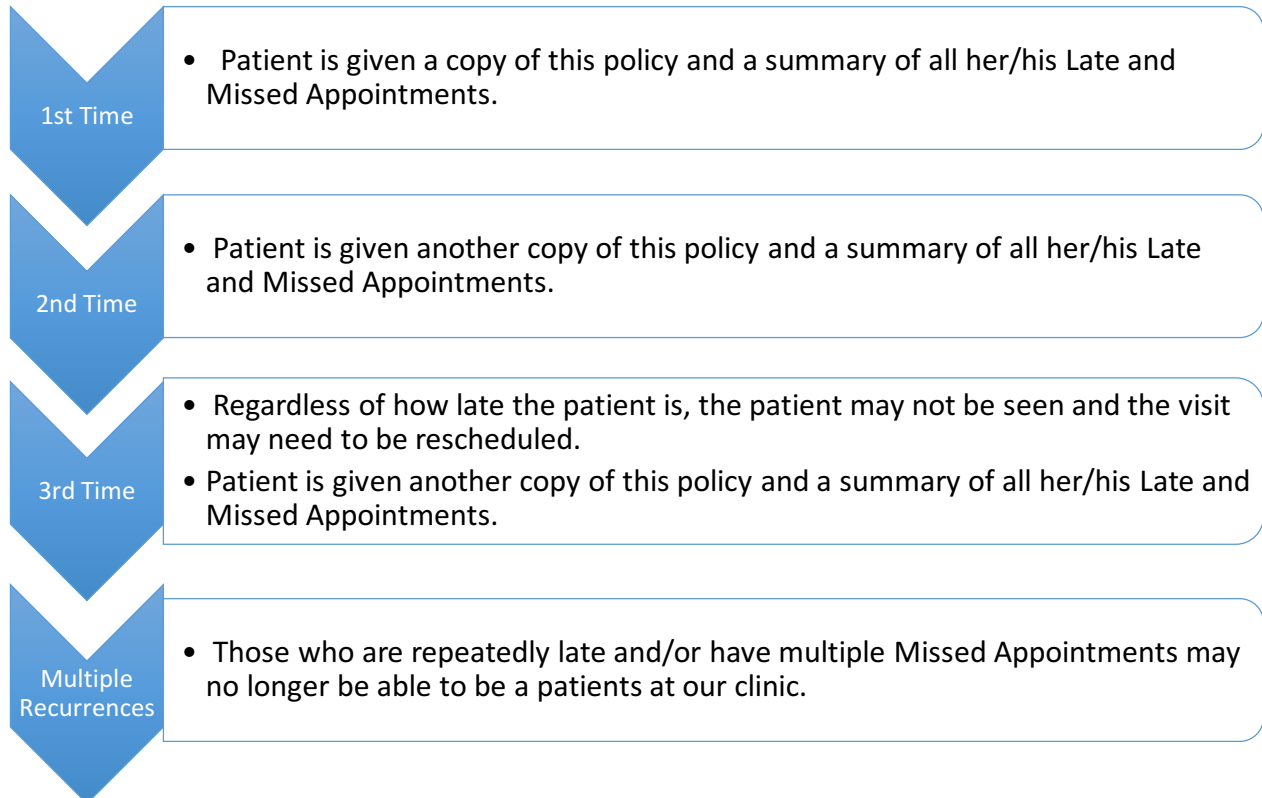 1st Time
• Patient is given a copy of this policy and a summary of all her/his Late and
Missed Appointments.
2nd Time
• Patient is given another copy of this policy and a summary of all her/his Late
and Missed Appointments.
3rd Time
• Regardless of how late the patient is, the patient may not be seen and the visit
may need to be rescheduled.
• Patient is given another copy of this policy and a summary of all her/his Late and
Missed Appointments.
Multiple
Recurrences
• Those who are repeatedly late and/or have multiple Missed Appointments may
no longer be able to be a patients at our clinic.